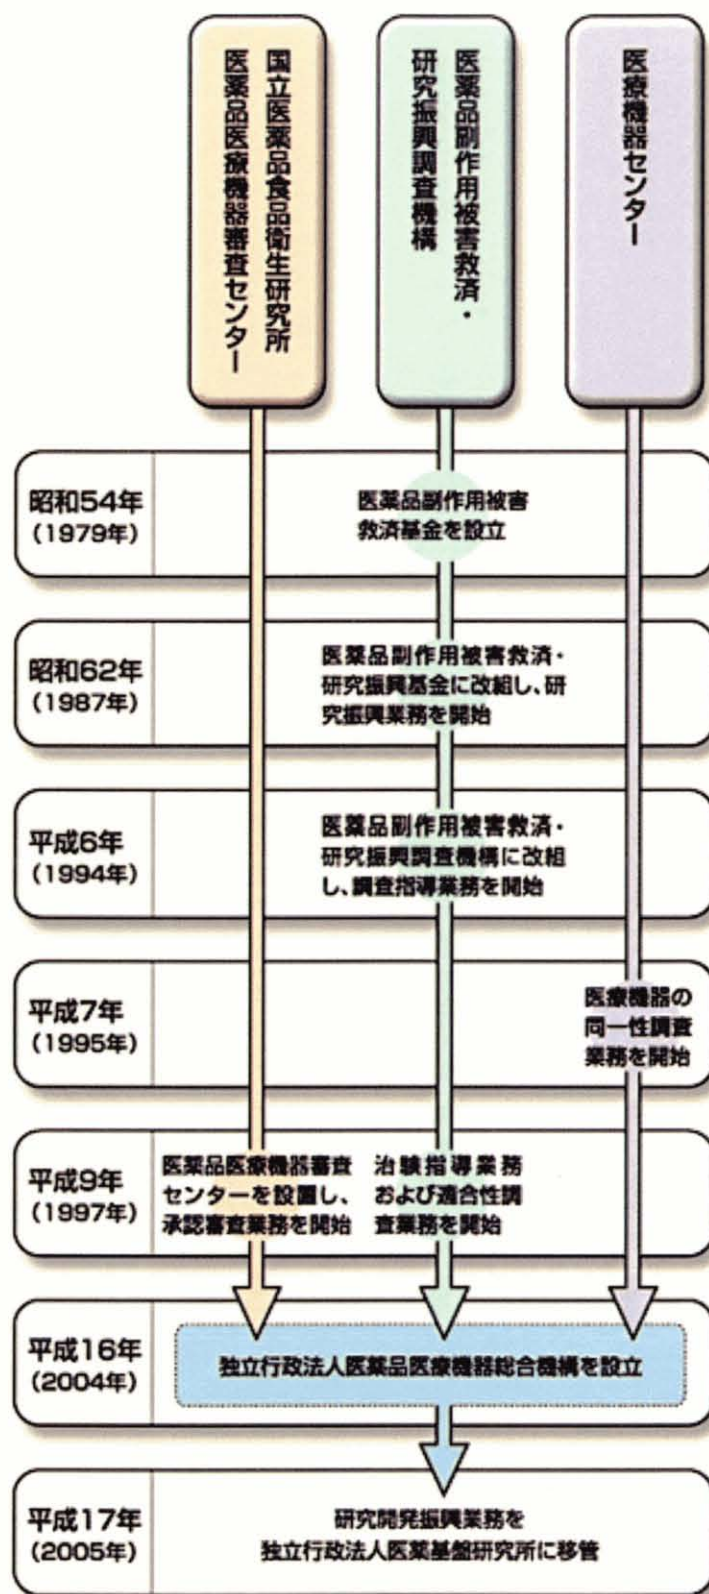 国立医薬品食品衛生研究所
医薬品医療機器審査センター
医薬品副作用被害救済・
研究振興調査機構
医療機器センター
昭和54年
(1979年)
医薬品副作用被害
救済基金を設立
昭和62年
(1987年)
医薬品副作用被害救済・
研究振興基金に改組し、研
究振興業務を開始
平成6年
(1994年)
医薬品副作用被害救済・
研究振興調査機構に改組
し、調査指導業務を開始
平成7年
(1995年)
医療機器の
同一性調査
業務を開始
平成9年
(1997年)
医薬品医療機器審査
センターを設置し、
承認審査業務を開始
治験指導業務
および適合性調
査業務を開始
平成16年
(2004年)
独立行政法人医薬品医療機器総合機構を設立
平成17年
(2005年)
研究開発振興業務を
独立行政法人医薬基盤研究所に移管